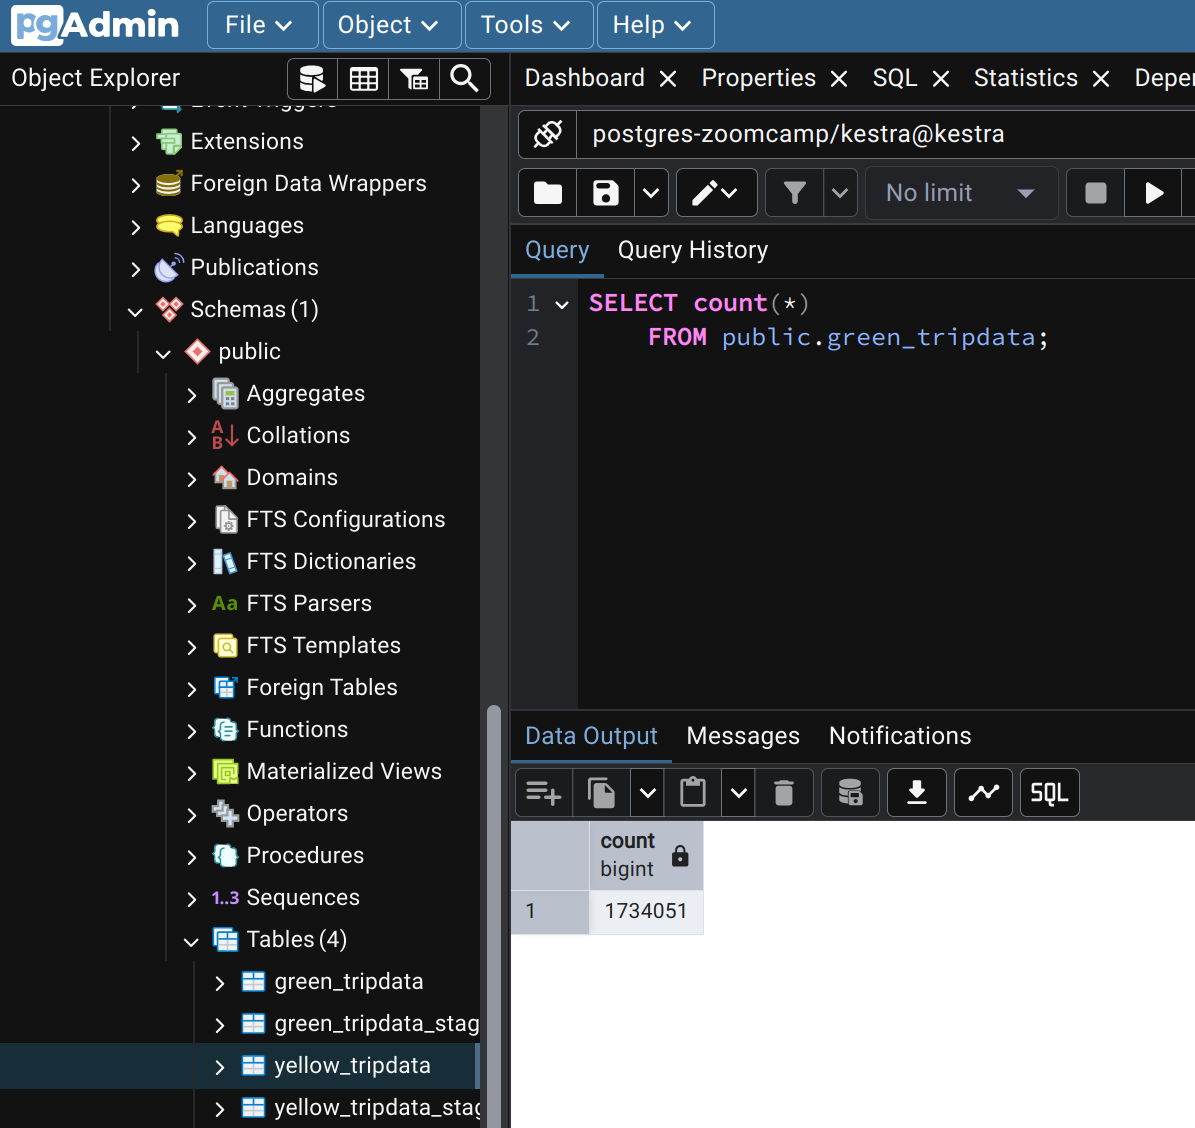 pgAdmin File Object Tools Help
Object Explorer
Dashboard Properties SQL Statistics
Event Triggers
Extensions
Foreign Data Wrappers
Languages
Publications
Schemas (1)
public
Aggregates
A
B
Collations
Domains
FTS Configurations
FTS Dictionaries
Aa FTS Parsers
FTS Templates
Foreign Tables
Functions
Materialized Views
Operators
Procedures
1..3 Sequences
Tables (4)
green_tripdata
green_tripdata_stag
yellow_tripdata
yellow_tripdata_stag
postgres-zoomcamp/kestra@kestra
No limit
Query Query History
1 SELECT count(*)
2 FROM public.green_tripdata;
Data Output Messages Notifications
SQL
count
bigint
1 1734051